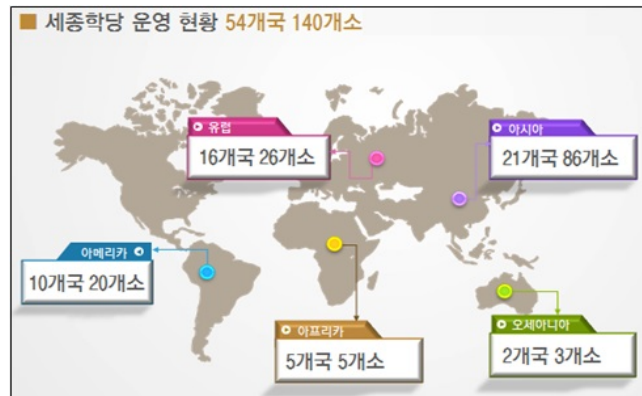 세종학당 운영 현황 54개국 140개소
유럽
16개국 26개소
아시아
21개국 86개소
아메리카
10개국 20개소
아프리카
5개국 5개소
오세아니아
2개국 3개소